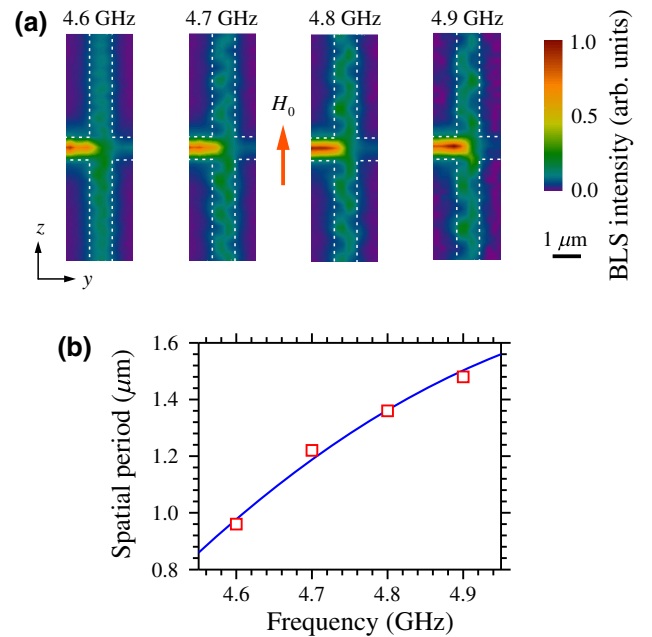 (a)
4.6 GHz 4.7 GHz 4.8 GHz 4.9 GHz
H₀
z
y
1.0
0.5
0.0
BLS intensity (arb. units)
1 μm
(b)
Spatial period (μm)
1.6
1.4
1.2
1.0
0.8
4.6 4.7 4.8 4.9
Frequency (GHz)